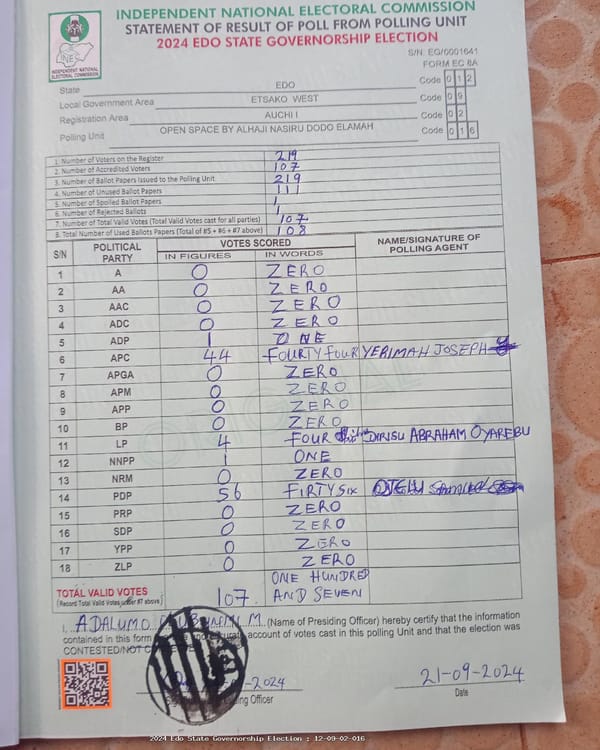 INDEPENDENT NATIONAL ELECTORAL COMMISSION
STATEMENT OF RESULT OF POLL FROM POLLING UNIT
2024 EDO STATE GOVERNORSHIP ELECTION
INEC
INDEPENDENT NATIONAL ELECTORAL COMMISSION
S/N: EG/0001641
FORM EC 8A
State EDO Code 0 1 2
Local Government Area ETSAKO WEST Code 0 9
Registration Area AUCHI I Code 0 2
Polling Unit OPEN SPACE BY ALHAJI NASIRU DODO ELAMAH Code 0 1 6
1. Number of Voters on the Register 219
2. Number of Accredited Voters 107
3. Number of Ballot Papers Issued to the Polling Unit 219
4. Number of Unused Ballot Papers 111
5. Number of Spoiled Ballot Papers 1
6. Number of Rejected Ballots 1
7. Number of Total Valid Votes (Total Valid Votes cast for all parties) 107
8. Total Number of Used Ballots Papers (Total of #5 + #6 + #7 above) 108
S/N POLITICAL PARTY VOTES SCORED NAME/SIGNATURE OF POLLING AGENT
IN FIGURES IN WORDS
1 A 0 ZERO
2 AA 0 ZERO
3 AAC 0 ZERO
4 ADC 0 ZERO
5 ADP 1 ONE
6 APC 44 FOURTY FOUR YERIMAH JOSEPH
7 APGA 0 ZERO
8 APM 0 ZERO
9 APP 0 ZERO
10 BP 0 ZERO
11 LP 4 FOUR IDIRISU ABRAHAM OYAREBU
12 NNPP 1 ONE
13 NRM 0 ZERO
14 PDP 56 FIRTY SIX
15 PRP 0 ZERO
16 SDP 0 ZERO
17 YPP 0 ZERO
18 ZLP 0 ZERO
TOTAL VALID VOTES 107 ONE HUNDRED AND SEVEN
(Record Total Valid Votes under #7 above)
I, ADALUMO M. (Name of Presiding Officer) hereby certify that the information
contained in this form account of votes cast in this polling Unit and that the election was
CONTESTED/NOT
2024 21-09-2024
Officer Date
2024 Edo State Governorship Election : 12-09-02-016